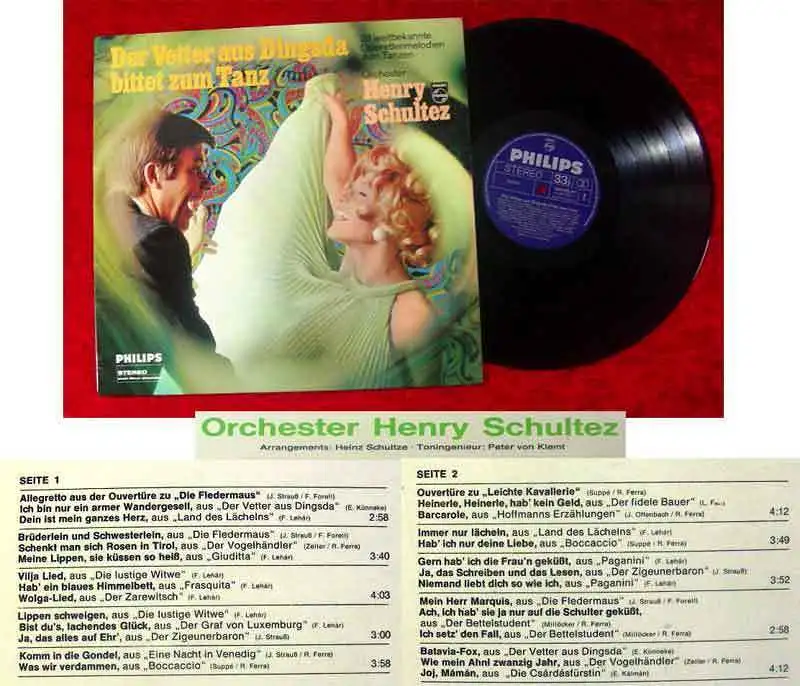 Der Vetter aus Dingsda
bittet zum Tanz
28 weltbekannte
Operettenmelodien
zum Tanzen
Orchester
Henry
Schultez
PHILIPS
STEREO
PHILIPS
STEREO 33
Orchester Henry Schultez
Arrangements: Heinz Schultze · Toningenieur: Peter von Klemt
SEITE 1
Allegretto aus der Ouvertüre zu „Die Fledermaus“ (J. Strauß / F. Forell)
Ich bin nur ein armer Wandergesell, aus „Der Vetter aus Dingsda“ (E. Künneke)
Dein ist mein ganzes Herz, aus „Land des Lächelns“ (F. Lehár) 2:58
Brüderlein und Schwesterlein, aus „Die Fledermaus“ (J. Strauß / F. Forell)
Schenkt man sich Rosen in Tirol, aus „Der Vogelhändler“ (Zeller / R. Ferra)
Meine Lippen, sie küssen so heiß, aus „Giuditta“ (F. Lehár) 3:40
Vilja Lied, aus „Die lustige Witwe“ (F. Lehár)
Hab' ein blaues Himmelbett, aus „Frasquita“ (F. Lehár)
Wolga-Lied, aus „Der Zarewitsch“ (F. Lehár) 4:03
Lippen schweigen, aus „Die lustige Witwe“ (F. Lehár)
Bist du's, lachendes Glück, aus „Der Graf von Luxemburg“ (F. Lehár)
Ja, das alles auf Ehr', aus „Der Zigeunerbaron“ (J. Strauß) 3:00
Komm in die Gondel, aus „Eine Nacht in Venedig“ (J. Strauß / R. Ferra)
Was wir verdammen, aus „Boccaccio“ (Suppé / R. Ferra) 3:58
SEITE 2
Ouvertüre zu „Leichte Kavallerie“ (Suppé / R. Ferra)
Heinerle, Heinerle, hab' kein Geld, aus „Der fidele Bauer“ (L.
Barcarole, aus „Hoffmanns Erzählungen“ (J. Offenbach / R. Ferra) 4:12
Immer nur lächeln, aus „Land des Lächelns“ (F. Lehár)
Hab' ich nur deine Liebe, aus „Boccaccio“ (Suppé / R. Ferra) 3:49
Gern hab' ich die Frau'n geküßt, aus „Paganini“ (F. Lehár)
Ja, das Schreiben und das Lesen, aus „Der Zigeunerbaron“ (J. Strauß)
Niemand liebt dich so wie ich, aus „Paganini“ (F. Lehár) 3:52
Mein Herr Marquis, aus „Die Fledermaus“ (J. Strauß / F. Forell)
Ach, ich hab' sie ja nur auf die Schulter geküßt,
aus „Der Bettelstudent“ (Millöcker / R. Ferra)
Ich setz' den Fall, aus „Der Bettelstudent“ (Millöcker / R. Ferra) 2:58
Batavia-Fox, aus „Der Vetter aus Dingsda“ (E. Künneke)
Wie mein Ahnl zwanzig Jahr, aus „Der Vogelhändler“ (Zeller / R. Ferra)
Joj, Mámán, aus „Die Csárdásfürstin“ (E. Kálmán) 4:12